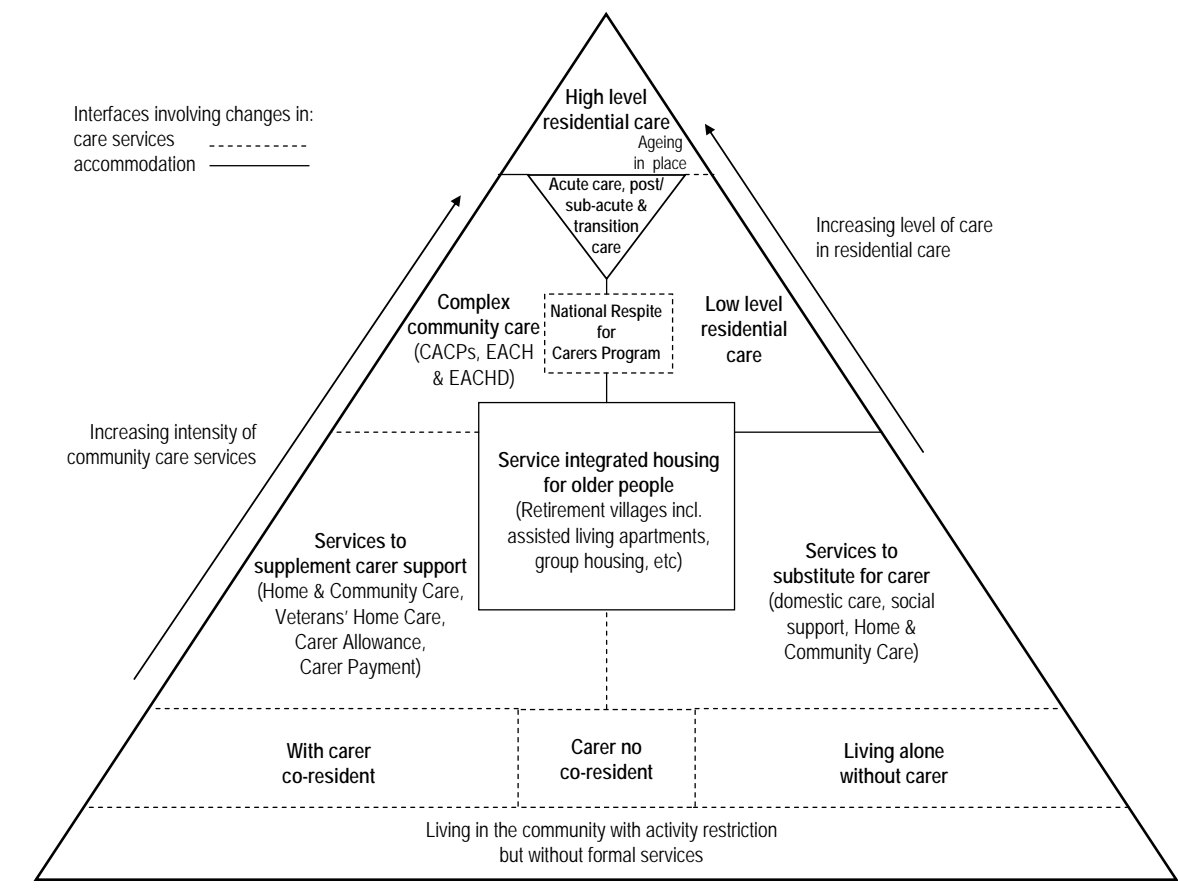 High level
residential care
Ageing
in place
Interfaces involving changes in:
care services
accommodation
Acute care, post/
sub-acute &
transition
care
Increasing level of care
in residential care
Complex
community care
(CACPs, EACH
& EACHD)
National Respite
for
Carers Program
Low level
residential
care
Increasing intensity of
community care services
Service integrated housing
for older people
(Retirement villages incl.
assisted living apartments,
group housing, etc)
Services to
supplement carer support
(Home & Community Care,
Veterans’ Home Care,
Carer Allowance,
Carer Payment)
Services to
substitute for carer
(domestic care, social
support, Home &
Community Care)
With carer
co-resident
Carer no
co-resident
Living alone
without carer
Living in the community with activity restriction
but without formal services